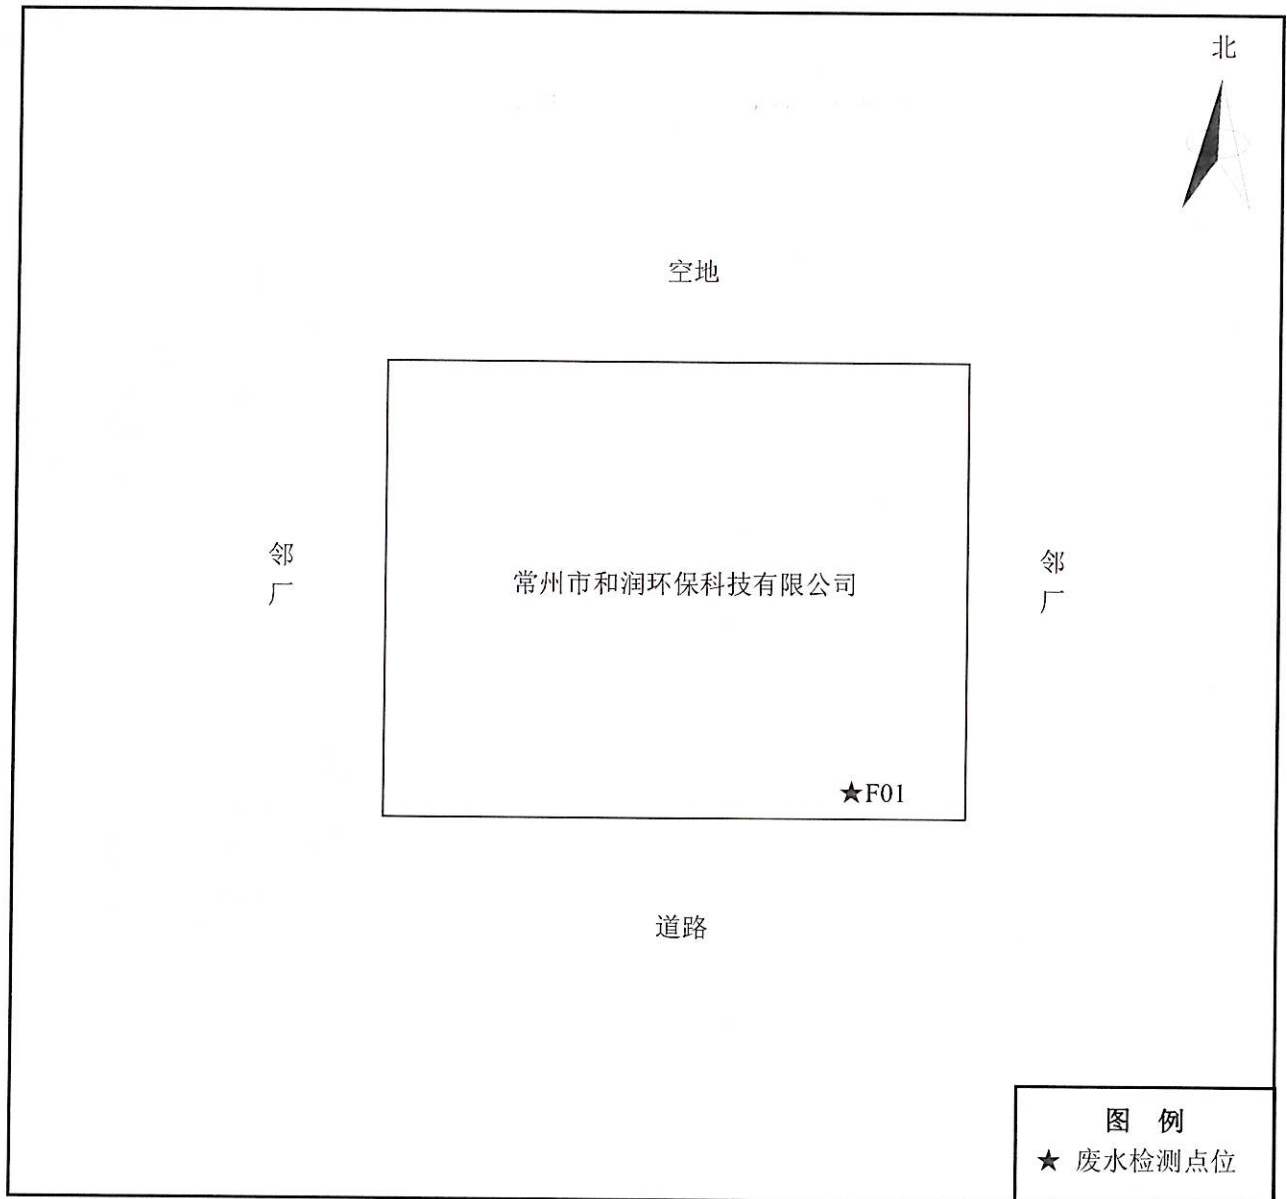 北
空地
邻
厂
常州市和润环保科技有限公司
邻
厂
★F01
道路
图 例
★ 废水检测点位